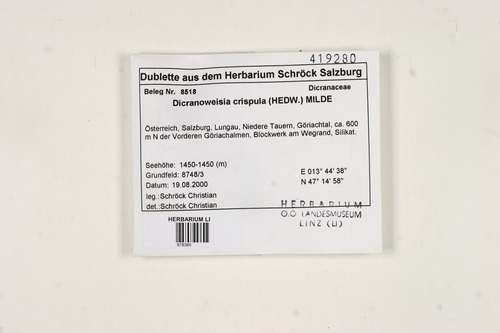 419280
Dublette aus dem Herbarium Schröck Salzburg
Beleg Nr. 8518 Dicranaceae
Dicranoweisia crispula (HEDW.) MILDE
Österreich, Salzburg, Lungau, Niedere Tauern, Göriachtal, ca. 600
m N der Vorderen Göriachalmen, Blockwerk am Wegrand, Silikat.
Seehöhe: 1450-1450 (m)
Grundfeld: 8748/3
Datum: 19.08.2000
leg.:Schröck Christian
det.:Schröck Christian
E 013° 44' 38"
N 47° 14' 58"
HERBARIUM
O.Ö. LANDESMUSEUM
LINZ (LI)
HERBARIUM LI